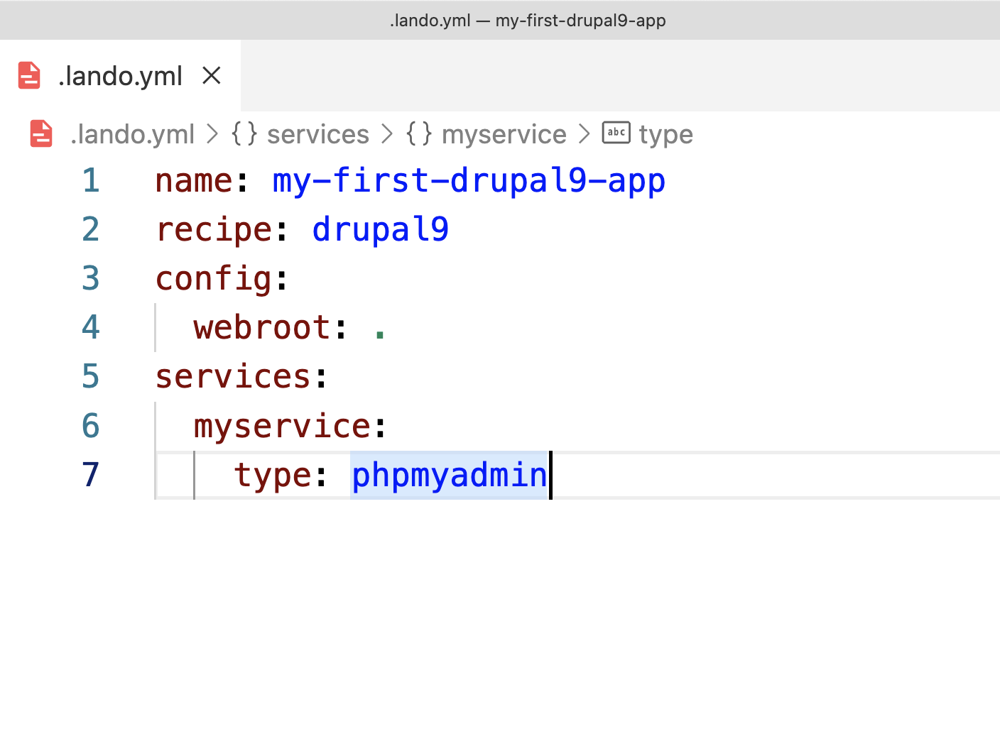 .lando.yml — my-first-drupal9-app
.lando.yml
.lando.yml > {} services > {} myservice > abc type
1 name: my-first-drupal9-app
2 recipe: drupal9
3 config:
4   webroot: .
5 services:
6   myservice:
7     type: phpmyadmin